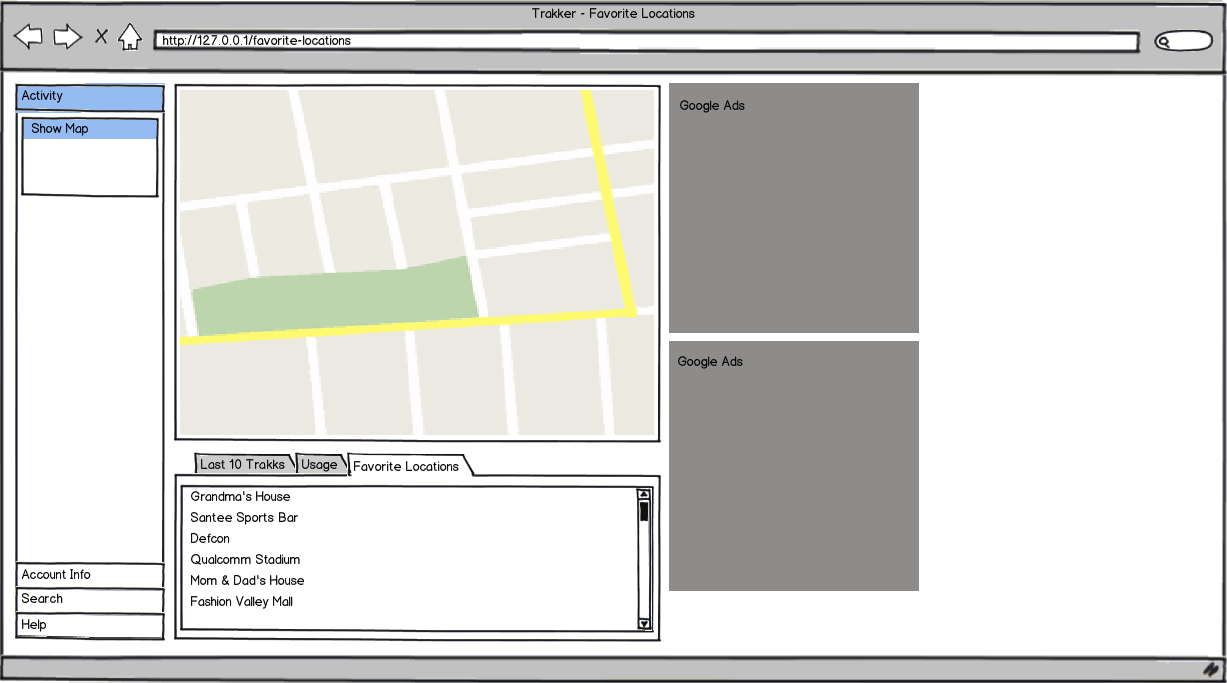 Trakker - Favorite Locations
http://127.0.0.1/favorite-locations
Activity
Show Map
Account Info
Search
Help
Last 10 Trakks
Usage
Favorite Locations
Grandma's House
Santee Sports Bar
Defcon
Qualcomm Stadium
Mom & Dad's House
Fashion Valley Mall
Google Ads
Google Ads